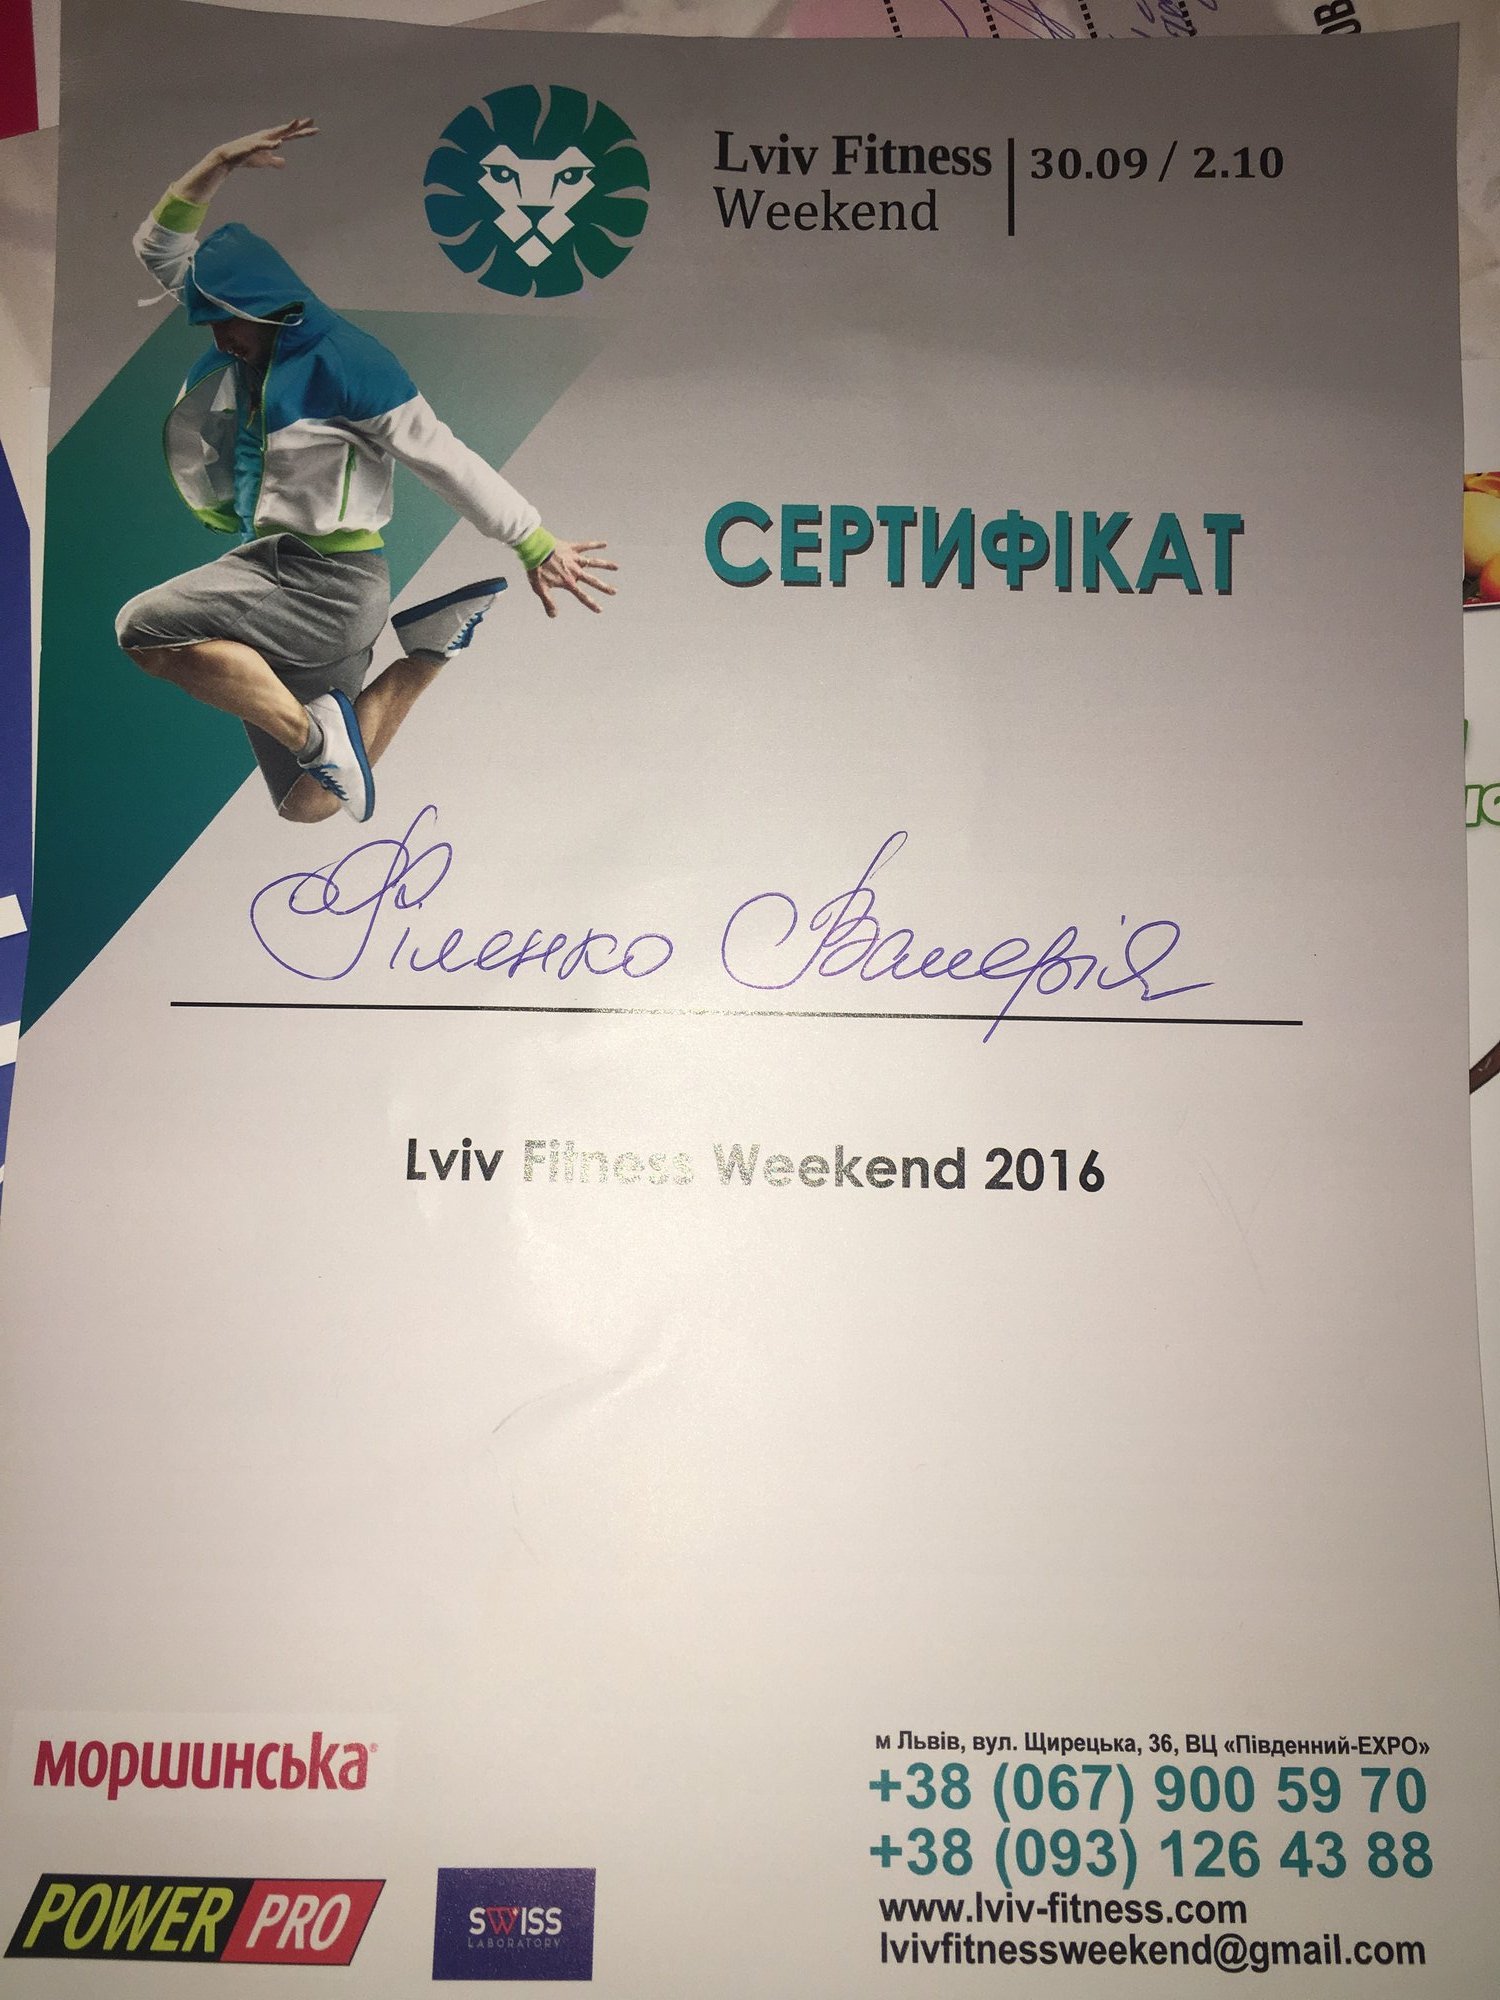 Lviv Fitness
Weekend
30.09 / 2.10
СЕРТИФІКАТ
Філенко Валерія
Lviv Fitness Weekend 2016
моршинська®
POWER PRO
SWISS
LABORATORY
м Львів, вул. Щирецька, 36, ВЦ «Південний-EXPO»
+38 (067) 900 59 70
+38 (093) 126 43 88
www.lviv-fitness.com
lvivfitnessweekend@gmail.com